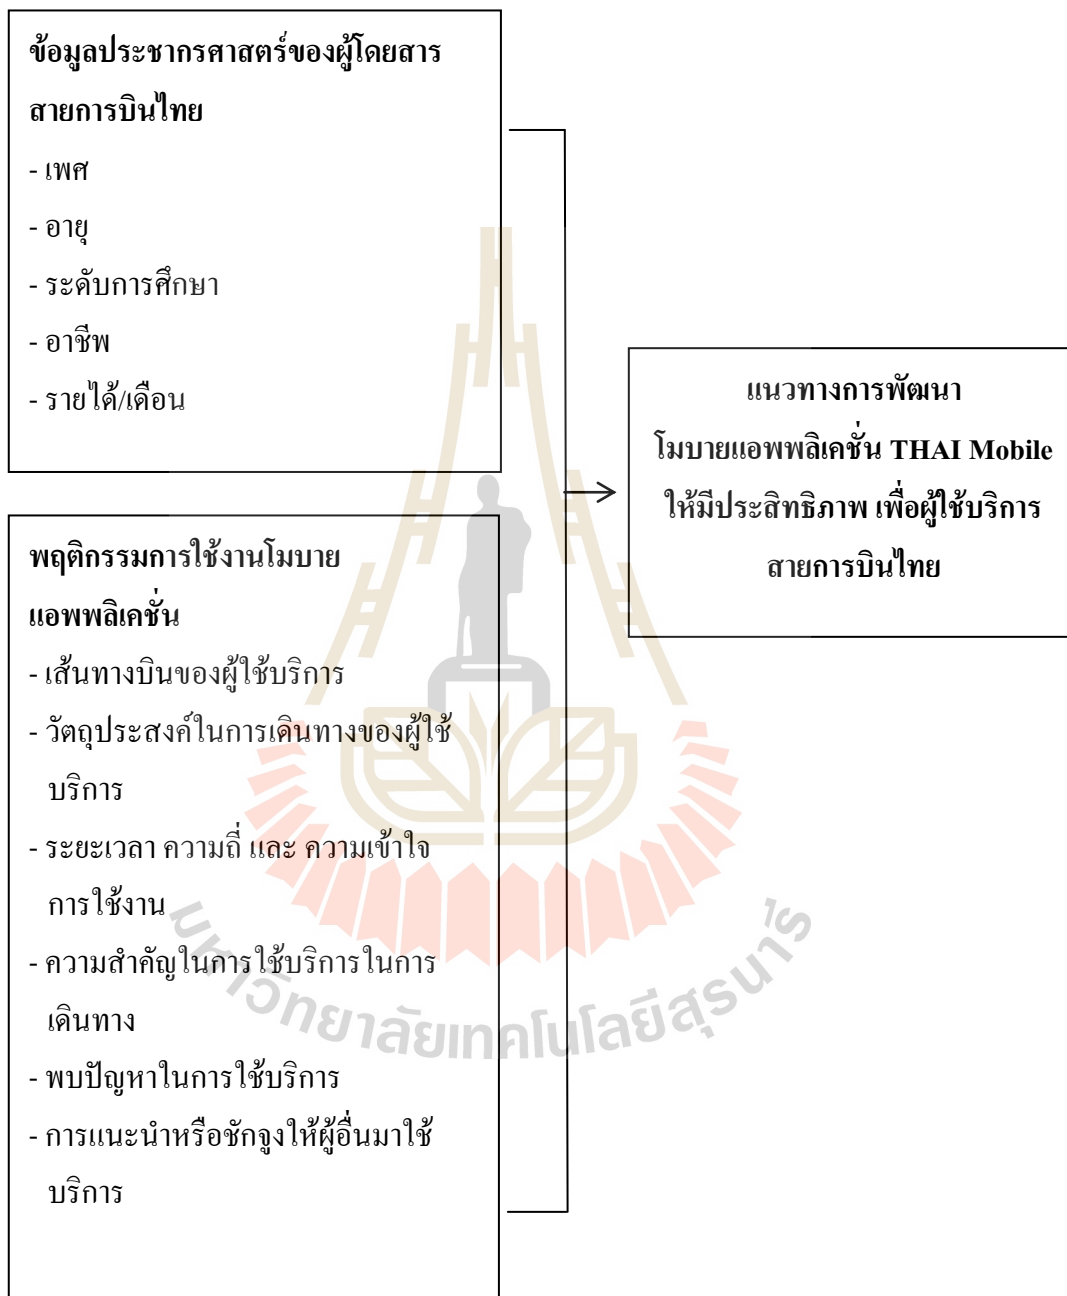 ข้อมูลประชากรศาสตร์ของผู้โดยสาร
สายการบินไทย
- เพศ
- อายุ
- ระดับการศึกษา
- อาชีพ
- รายได้/เดือน
พฤติกรรมการใช้งานโมบาย
แอพพลิเคชั่น
- เส้นทางบินของผู้ใช้บริการ
- วัตถุประสงค์ในการเดินทางของผู้ใช้
บริการ
- ระยะเวลา ความถี่ และ ความเข้าใจ
การใช้งาน
- ความสำคัญในการใช้บริการในการ
เดินทาง
- พบปัญหาในการใช้บริการ
- การแนะนำหรือชักจูงให้ผู้อื่นมาใช้
บริการ
แนวทางการพัฒนา
โมบายแอพพลิเคชั่น THAI Mobile
ให้มีประสิทธิภาพ เพื่อผู้ใช้บริการ
สายการบินไทย
มหาวิทยาลัยเทคโนโลยีสุรนารี